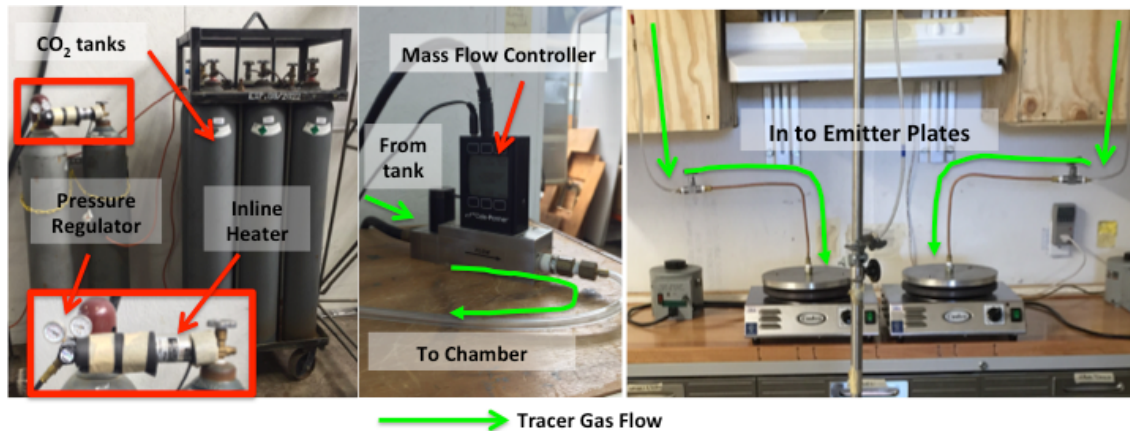 CO₂ tanks
Pressure
Regulator
Inline
Heater
Mass Flow Controller
From
tank
To Chamber
In to Emitter Plates
Tracer Gas Flow